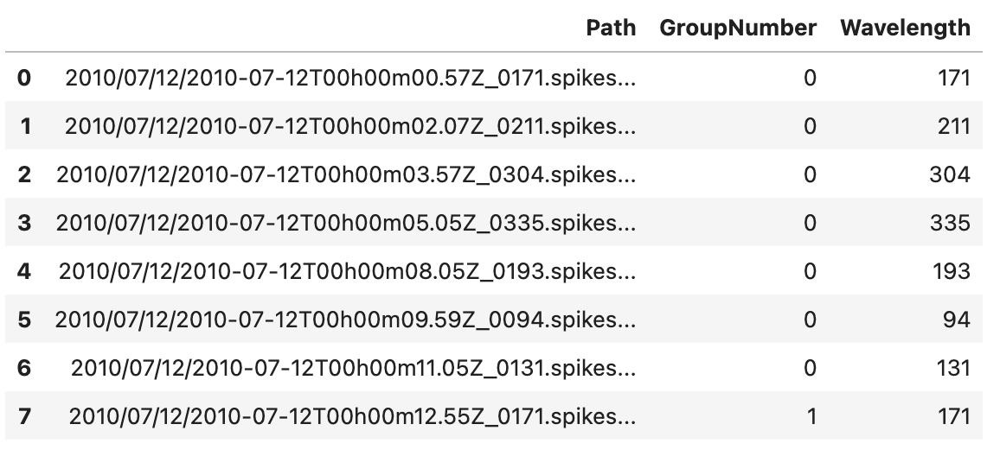 Path GroupNumber Wavelength
0 2010/07/12/2010-07-12T00h00m00.57Z_0171.spikes... 0 171
1 2010/07/12/2010-07-12T00h00m02.07Z_0211.spikes... 0 211
2 2010/07/12/2010-07-12T00h00m03.57Z_0304.spikes... 0 304
3 2010/07/12/2010-07-12T00h00m05.05Z_0335.spikes... 0 335
4 2010/07/12/2010-07-12T00h00m08.05Z_0193.spikes... 0 193
5 2010/07/12/2010-07-12T00h00m09.59Z_0094.spikes... 0 94
6 2010/07/12/2010-07-12T00h00m11.05Z_0131.spikes... 0 131
7 2010/07/12/2010-07-12T00h00m12.55Z_0171.spikes... 1 171